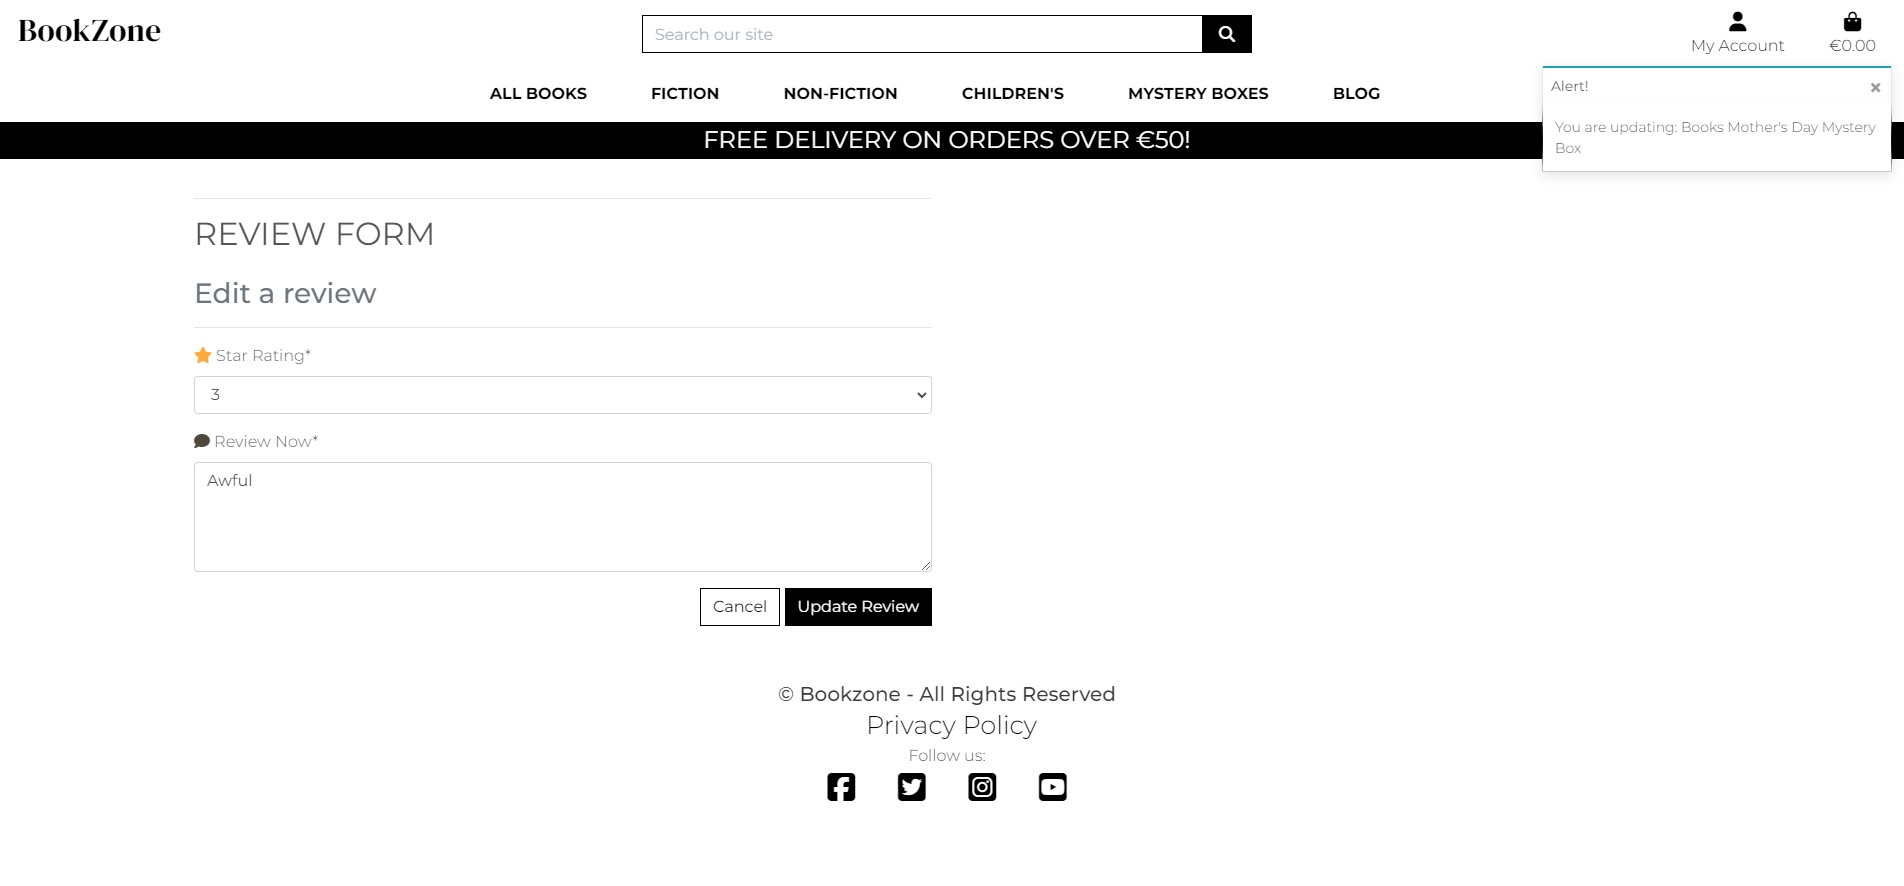 BookZone
Search our site
My Account
€0.00
ALL BOOKS
FICTION
NON-FICTION
CHILDREN'S
MYSTERY BOXES
BLOG
Alert!
×
You are updating: Books Mother's Day Mystery
Box
FREE DELIVERY ON ORDERS OVER €50!
REVIEW FORM
Edit a review
Star Rating*
3
Review Now*
Awful
Cancel
Update Review
© Bookzone - All Rights Reserved
Privacy Policy
Follow us: